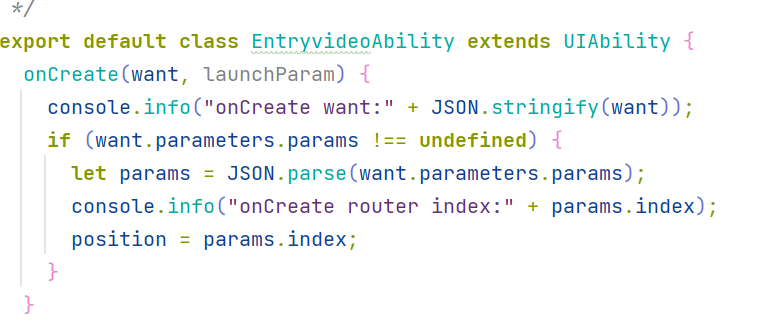 */
export default class EntryvideoAbility extends UIAbility {
onCreate(want, launchParam) {
console.info("onCreate want:" + JSON.stringify(want));
if (want.parameters.params !== undefined) {
let params = JSON.parse(want.parameters.params);
console.info("onCreate router index:" + params.index);
position = params.index;
}
}